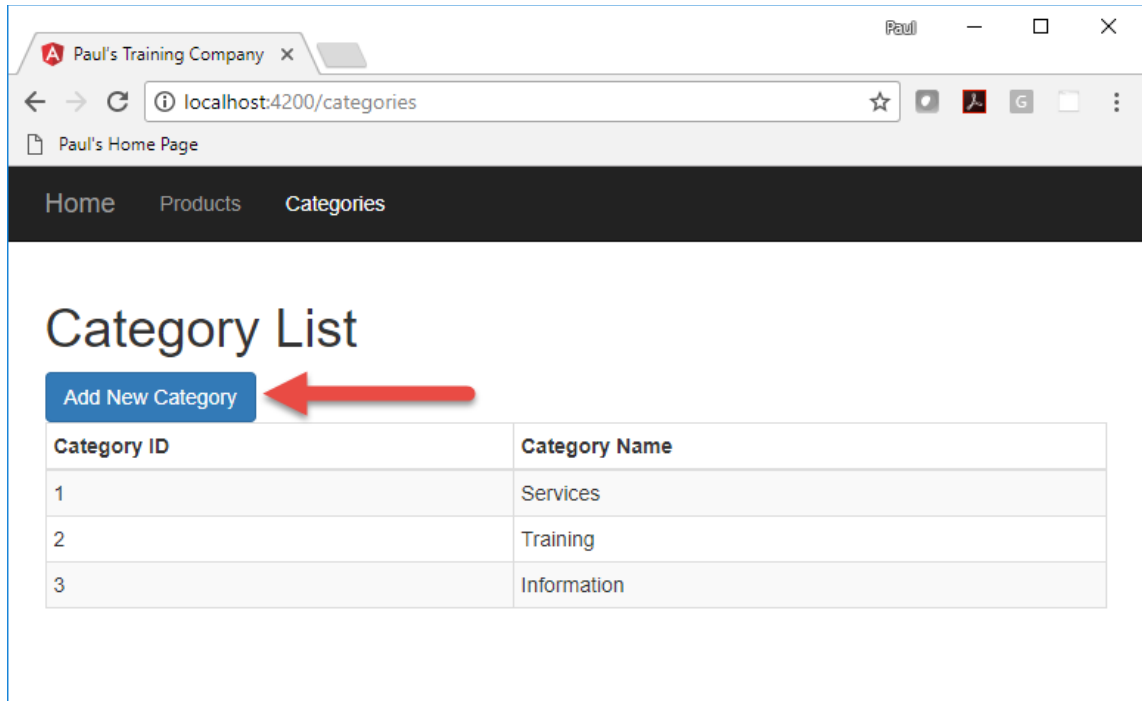 Paul
Paul's Training Company
localhost:4200/categories
G
Paul's Home Page
Home Products Categories
Category List
Add New Category
Category ID Category Name
1 Services
2 Training
3 Information